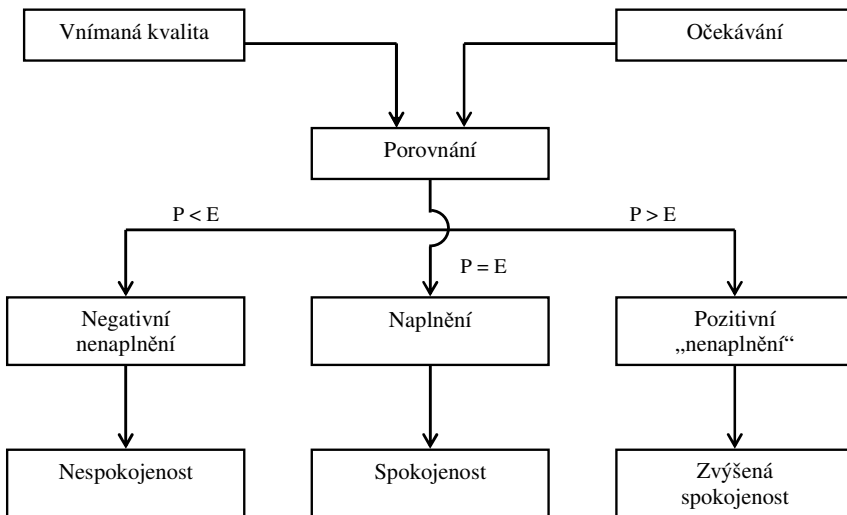 Vnímaná kvalita
Očekávání
Porovnání
P < E
P > E
P = E
Negativní
nenaplnění
Naplnění
Pozitivní
„nenaplnění“
Nespokojenost
Spokojenost
Zvýšená
spokojenost